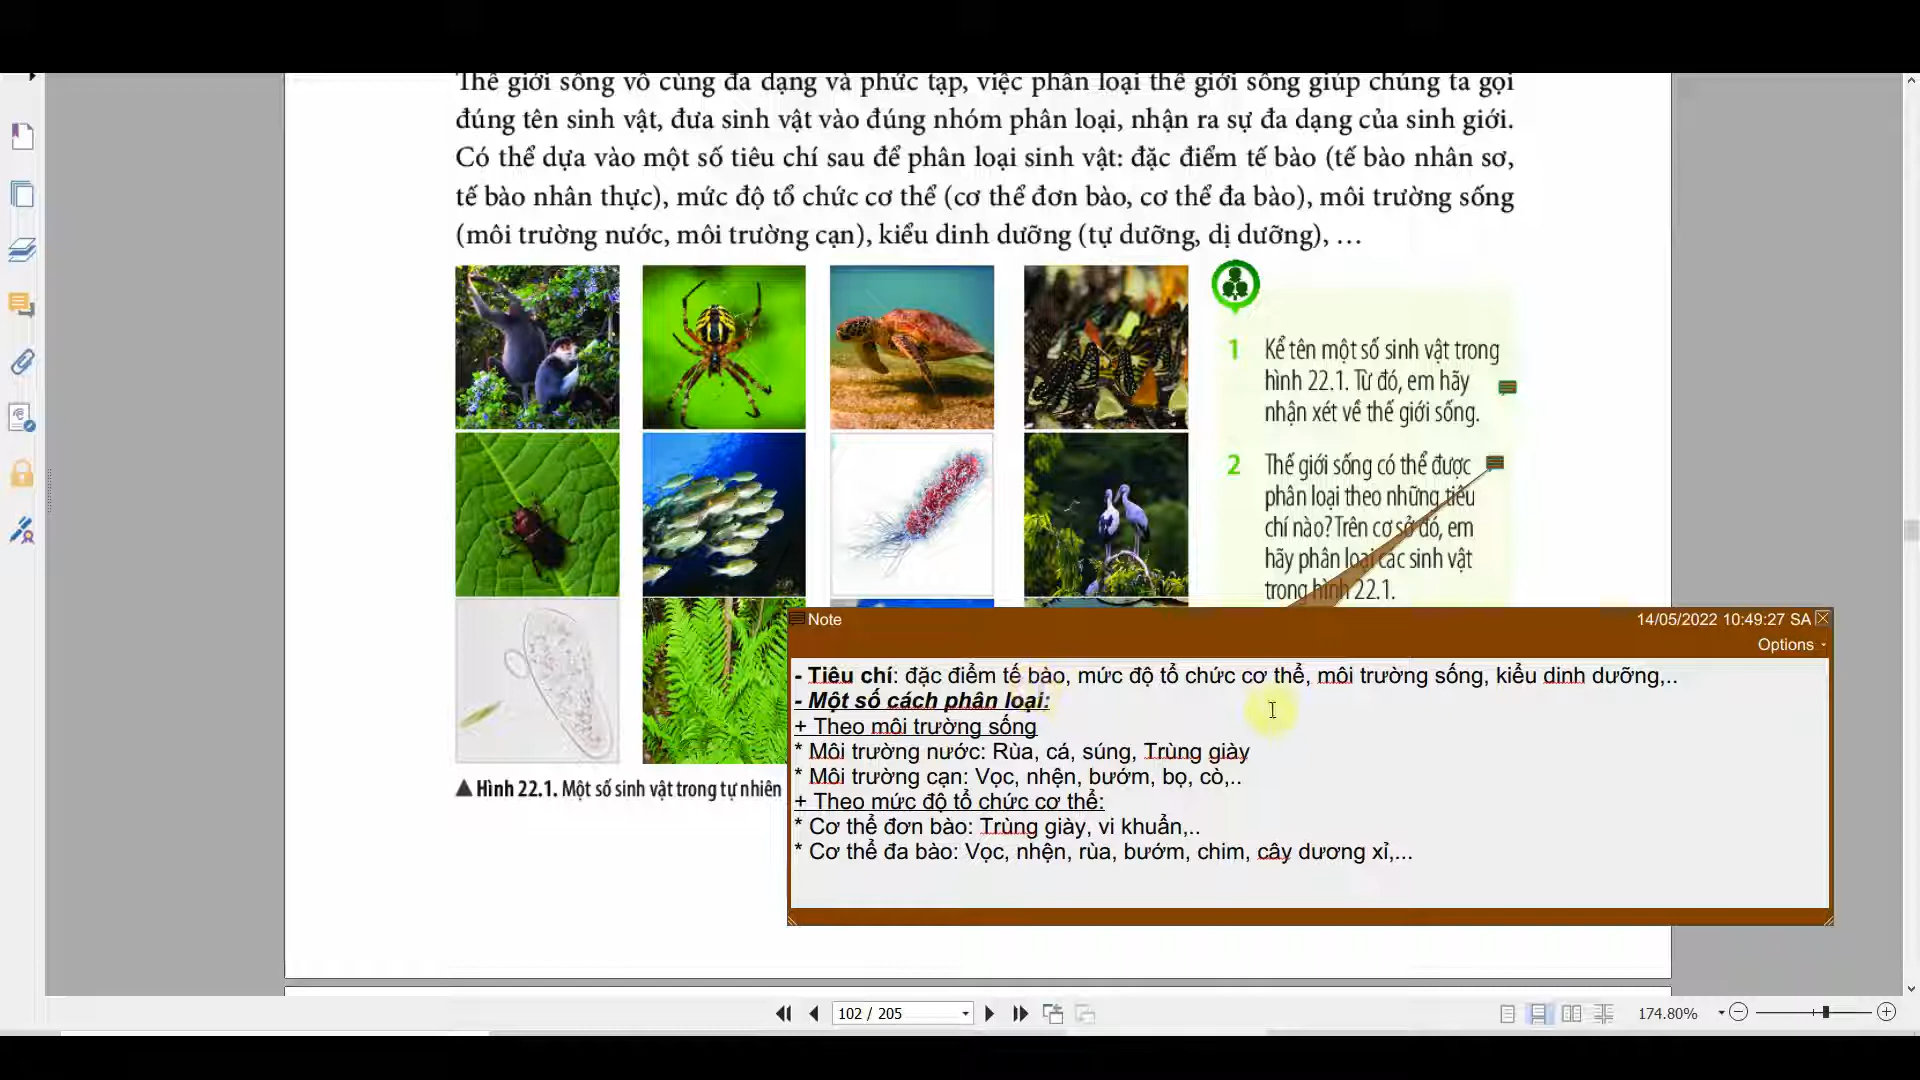 Thế giới sống vô cùng đa dạng và phức tạp, việc phân loại thế giới sống giúp chúng ta gọi
đúng tên sinh vật, đưa sinh vật vào đúng nhóm phân loại, nhận ra sự đa dạng của sinh giới.
Có thể dựa vào một số tiêu chí sau để phân loại sinh vật: đặc điểm tế bào (tế bào nhân sơ,
tế bào nhân thực), mức độ tổ chức cơ thể (cơ thể đơn bào, cơ thể đa bào), môi trường sống
(môi trường nước, môi trường cạn), kiểu dinh dưỡng (tự dưỡng, dị dưỡng), …
1 Kể tên một số sinh vật trong
hình 22.1. Từ đó, em hãy
nhận xét về thế giới sống.
2 Thế giới sống có thể được
phân loại theo những tiêu
chí nào? Trên cơ sở đó, em
hãy phân loại các sinh vật
trong hình 22.1.
▲ Hình 22.1. Một số sinh vật trong tự nhiên
Note 14/05/2022 10:49:27 SA
Options
- Tiêu chí: đặc điểm tế bào, mức độ tổ chức cơ thể, môi trường sống, kiểu dinh dưỡng,..
- Một số cách phân loại:
+ Theo môi trường sống
* Môi trường nước: Rùa, cá, súng, Trùng giày
* Môi trường cạn: Vọc, nhện, bướm, bọ, cò,..
+ Theo mức độ tổ chức cơ thể:
* Cơ thể đơn bào: Trùng giày, vi khuẩn,..
* Cơ thể đa bào: Vọc, nhện, rùa, bướm, chim, cây dương xỉ,...
102 / 205
174.80%